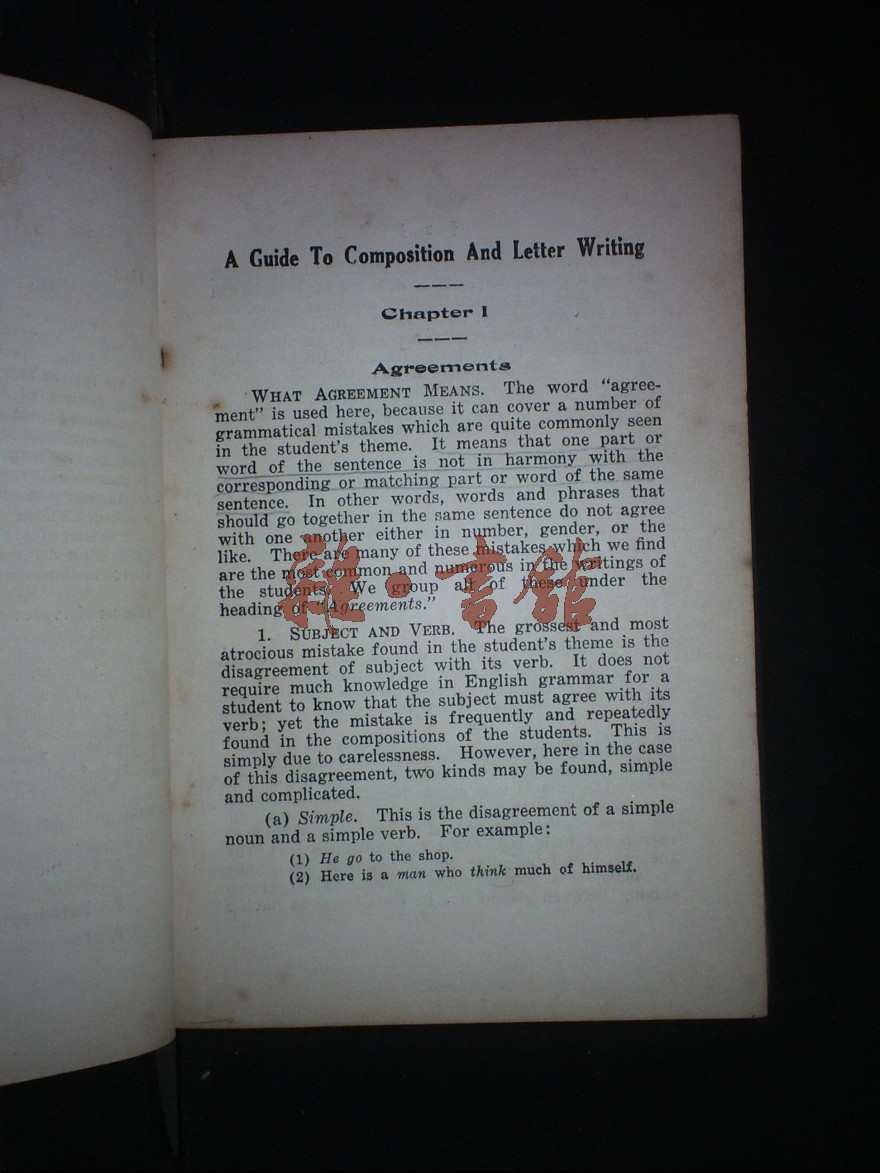 A Guide To Composition And Letter Writing
Chapter I
Agreements
WHAT AGREEMENT MEANS. The word "agree-
ment" is used here, because it can cover a number of
grammatical mistakes which are quite commonly seen
in the student's theme. It means that one part or
word of the sentence is not in harmony with the
corresponding or matching part or word of the same
sentence. In other words, words and phrases that
should go together in the same sentence do not agree
with one another either in number, gender, or the
like. There are many of these mistakes which we find
are the most common and numerous in the writings of
the students. We group all of these under the
heading of "Agreements."
雜·書館
1. SUBJECT AND VERB. The grossest and most
atrocious mistake found in the student's theme is the
disagreement of subject with its verb. It does not
require much knowledge in English grammar for a
student to know that the subject must agree with its
verb; yet the mistake is frequently and repeatedly
found in the compositions of the students. This is
simply due to carelessness. However, here in the case
of this disagreement, two kinds may be found, simple
and complicated.
(a) Simple. This is the disagreement of a simple
noun and a simple verb. For example:
(1) He go to the shop.
(2) Here is a man who think much of himself.